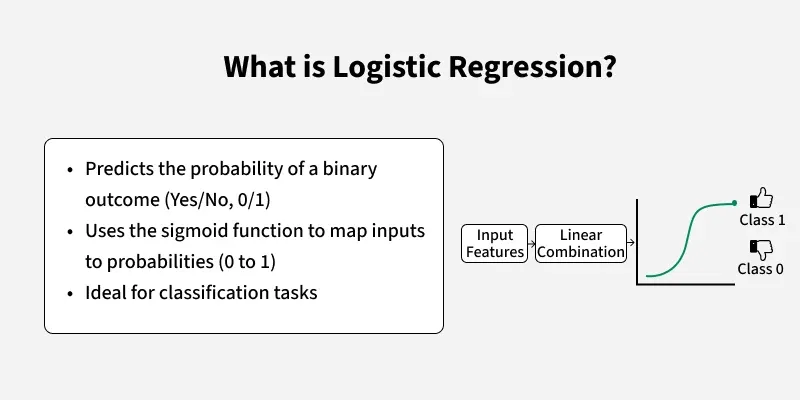 What is Logistic Regression?
• Predicts the probability of a binary
outcome (Yes/No, 0/1)
• Uses the sigmoid function to map inputs
to probabilities (0 to 1)
• Ideal for classification tasks
Input
Features
Linear
Combination
Class 1
Class 0